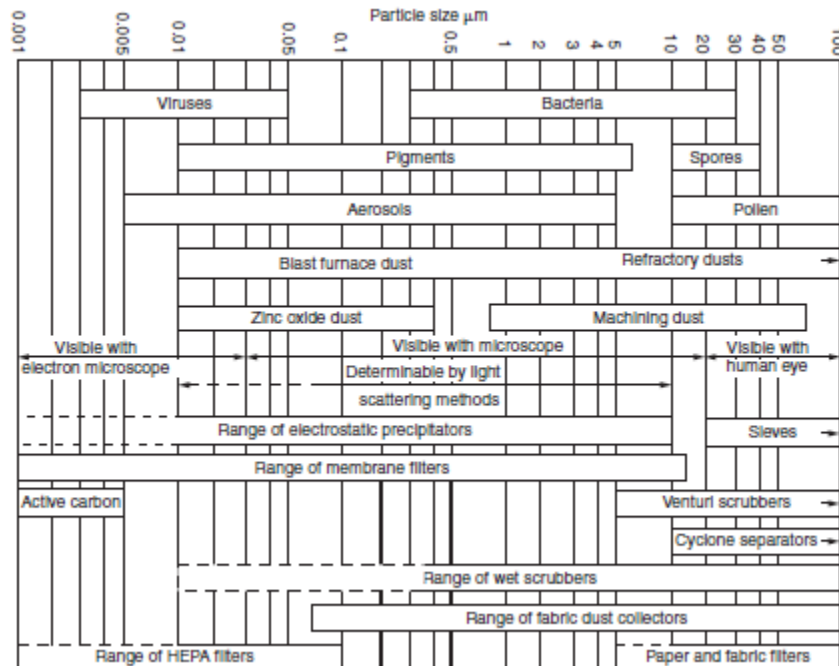 Particle size μm
0.001 0.005 0.01 0.05 0.1 0.5 1 2 3 4 5 10 20 30 40 50 100
Viruses Bacteria
Pigments Spores
Aerosols Pollen
Blast furnace dust Refractory dusts
Zinc oxide dust Machining dust
Visible with Visible with microscope Visible with
electron microscope human eye
Determinable by light
scattering methods
Range of electrostatic precipitators Sieves
Range of membrane filters
Active carbon Venturi scrubbers
Cyclone separators
Range of wet scrubbers
Range of fabric dust collectors
Range of HEPA filters Paper and fabric filters